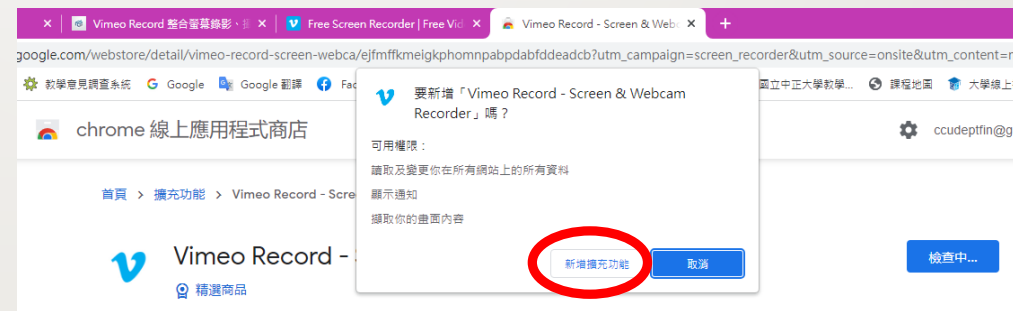 Vimeo Record 整合螢幕錄影、
Free Screen Recorder | Free Vid
Vimeo Record - Screen & Webc
google.com/webstore/detail/vimeo-record-screen-webca/ejfmffkmeigkphomnpabpdabfddeadcb?utm_campaign=screen_recorder&utm_source=onsite&utm_content=r
教學意見調查系統 Google Google 翻譯 Fac 國立中正大學教學... 課程地圖 大學線上
要新增「Vimeo Record - Screen & Webcam
Recorder」嗎？
chrome 線上應用程式商店
ccudeptfin@g
可用權限：
讀取及變更你在所有網站上的所有資料
首頁 > 擴充功能 > Vimeo Record - Scre
顯示通知
擷取你的畫面內容
Vimeo Record -
新增擴充功能
取消
檢查中...
精選商品